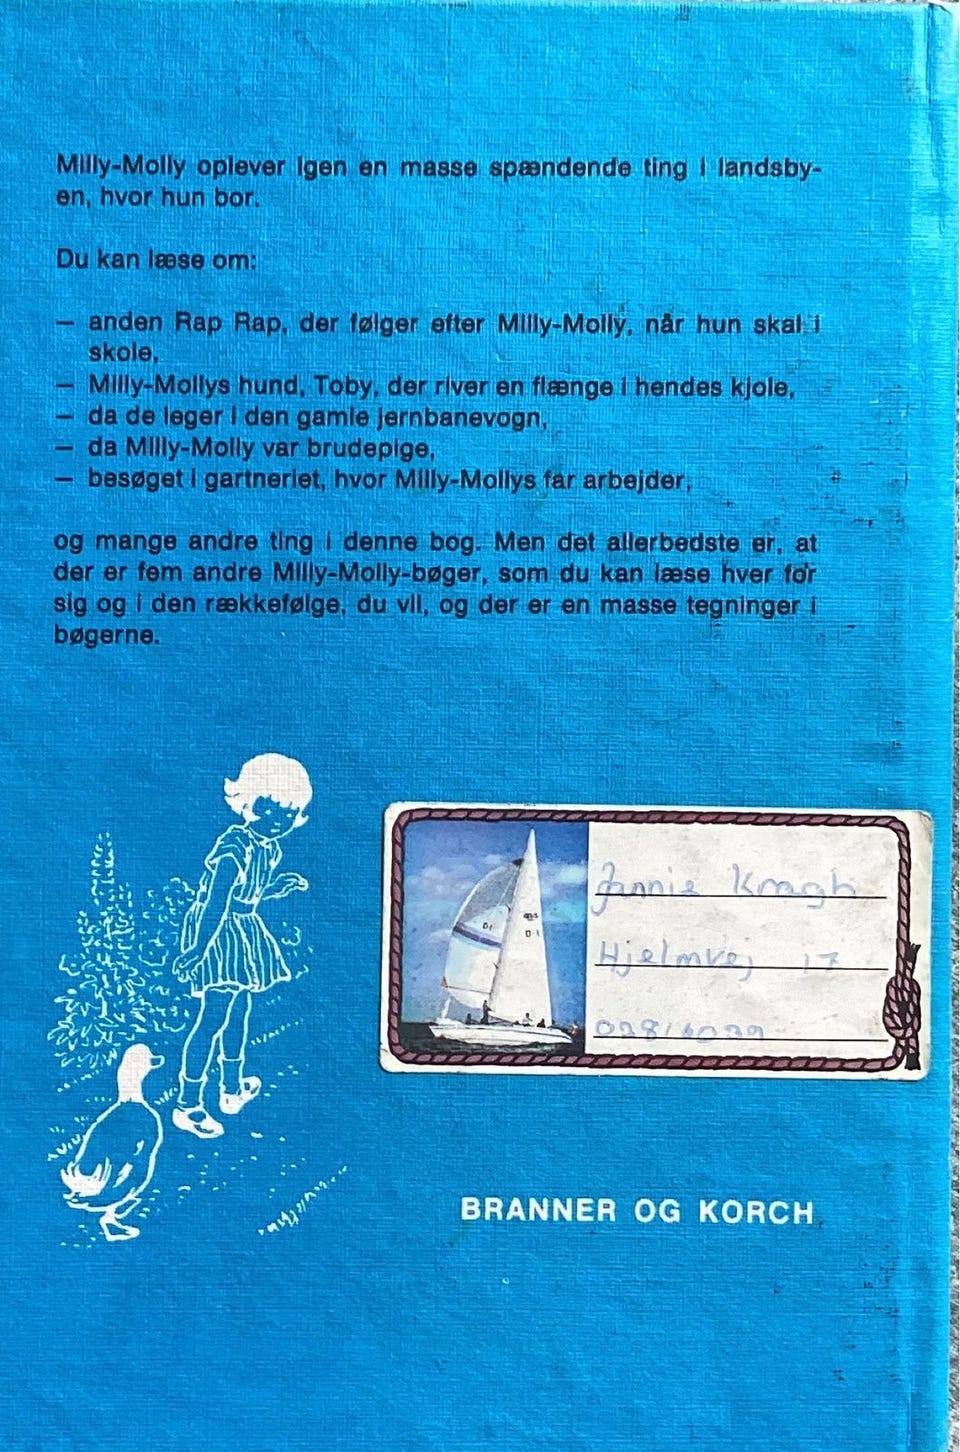 Milly-Molly oplever igen en masse spændende ting i landsby-
en, hvor hun bor.
Du kan læse om:
— anden Rap Rap, der følger efter Milly-Molly, når hun skal i
skole,
— Milly-Mollys hund, Toby, der river en flænge i hendes kjole,
— da de leger i den gamle jernbanevogn,
— da Milly-Molly var brudepige,
— besøget i gartneriet, hvor Milly-Mollys far arbejder,
og mange andre ting i denne bog. Men det allerbedste er, at
der er fem andre Milly-Molly-bøger, som du kan læse hver for
sig og i den rækkefølge, du vil, og der er en masse tegninger i
bøgerne.
Jannie Kragh
Hjelmvej 17
D-1
BRANNER OG KORCH